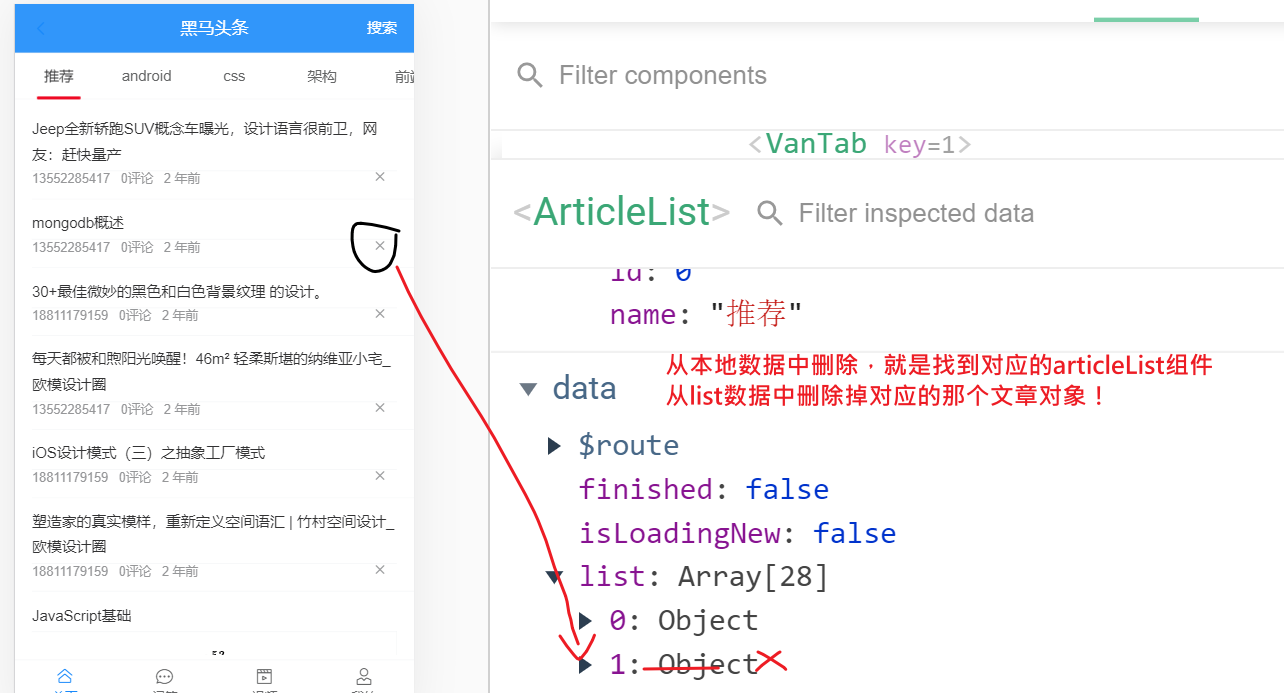 黑马头条
搜索
推荐 android css 架构
Jeep全新轿跑SUV概念车曝光，设计语言很前卫，网
友：赶快量产
13552285417 0评论 2 年前 ×
mongodb概述
13552285417 0评论 2 年前 ×
30+最佳微妙的黑色和白色背景纹理 的设计。
18811179159 0评论 2 年前 ×
每天都被和煦阳光唤醒！46m² 轻柔斯堪的纳维亚小宅_
欧模设计圈
13552285417 0评论 2 年前 ×
iOS设计模式（三）之抽象工厂模式
18811179159 0评论 2 年前 ×
塑造家的真实模样，重新定义空间语汇 | 竹村空间设计_
欧模设计圈
18811179159 0评论 2 年前 ×
JavaScript基础
Filter components
<VanTab key=1>
<ArticleList> Filter inspected data
id: 0
name: "推荐"
从本地数据中删除，就是找到对应的articleList组件
从list数据中删除掉对应的那个文章对象！
data
$route
finished: false
isLoadingNew: false
list: Array[28]
0: Object
1: Object